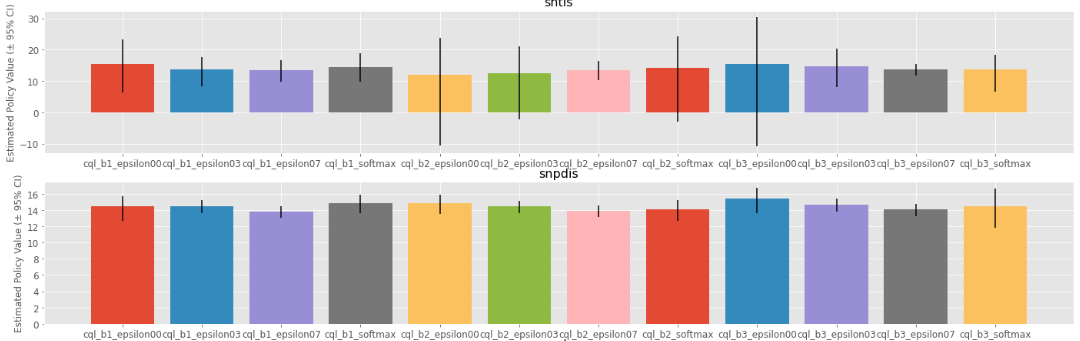 sntis
Estimated Policy Value (± 95% CI)
30
20
10
0
−10
cql_b1_epsilon00 cql_b1_epsilon03 cql_b1_epsilon07 cql_b1_softmax cql_b2_epsilon00 cql_b2_epsilon03 cql_b2_epsilon07 cql_b2_softmax cql_b3_epsilon00 cql_b3_epsilon03 cql_b3_epsilon07 cql_b3_softmax
snpdis
Estimated Policy Value (± 95% CI)
16
14
12
10
8
6
4
2
0
cql_b1_epsilon00 cql_b1_epsilon03 cql_b1_epsilon07 cql_b1_softmax cql_b2_epsilon00 cql_b2_epsilon03 cql_b2_epsilon07 cql_b2_softmax cql_b3_epsilon00 cql_b3_epsilon03 cql_b3_epsilon07 cql_b3_softmax